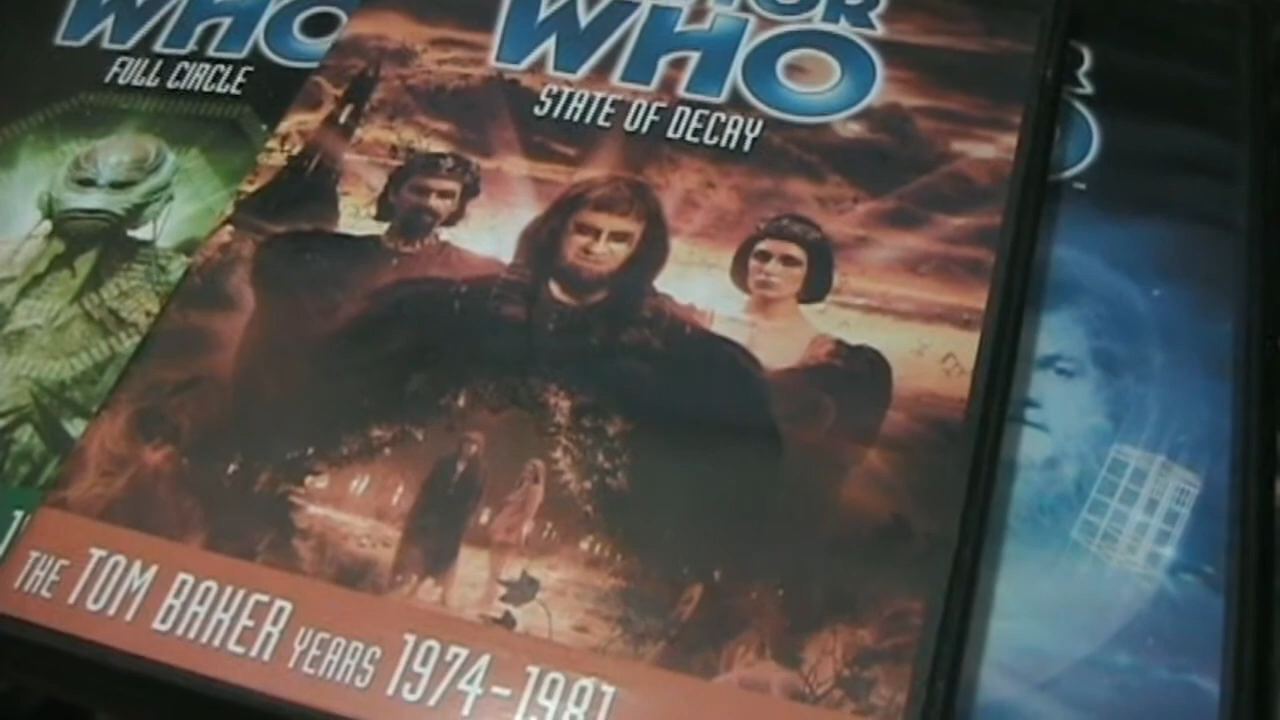 WHO
FULL CIRCLE
WHO
STATE OF DECAY
THE TOM BAKER YEARS 1974-1981